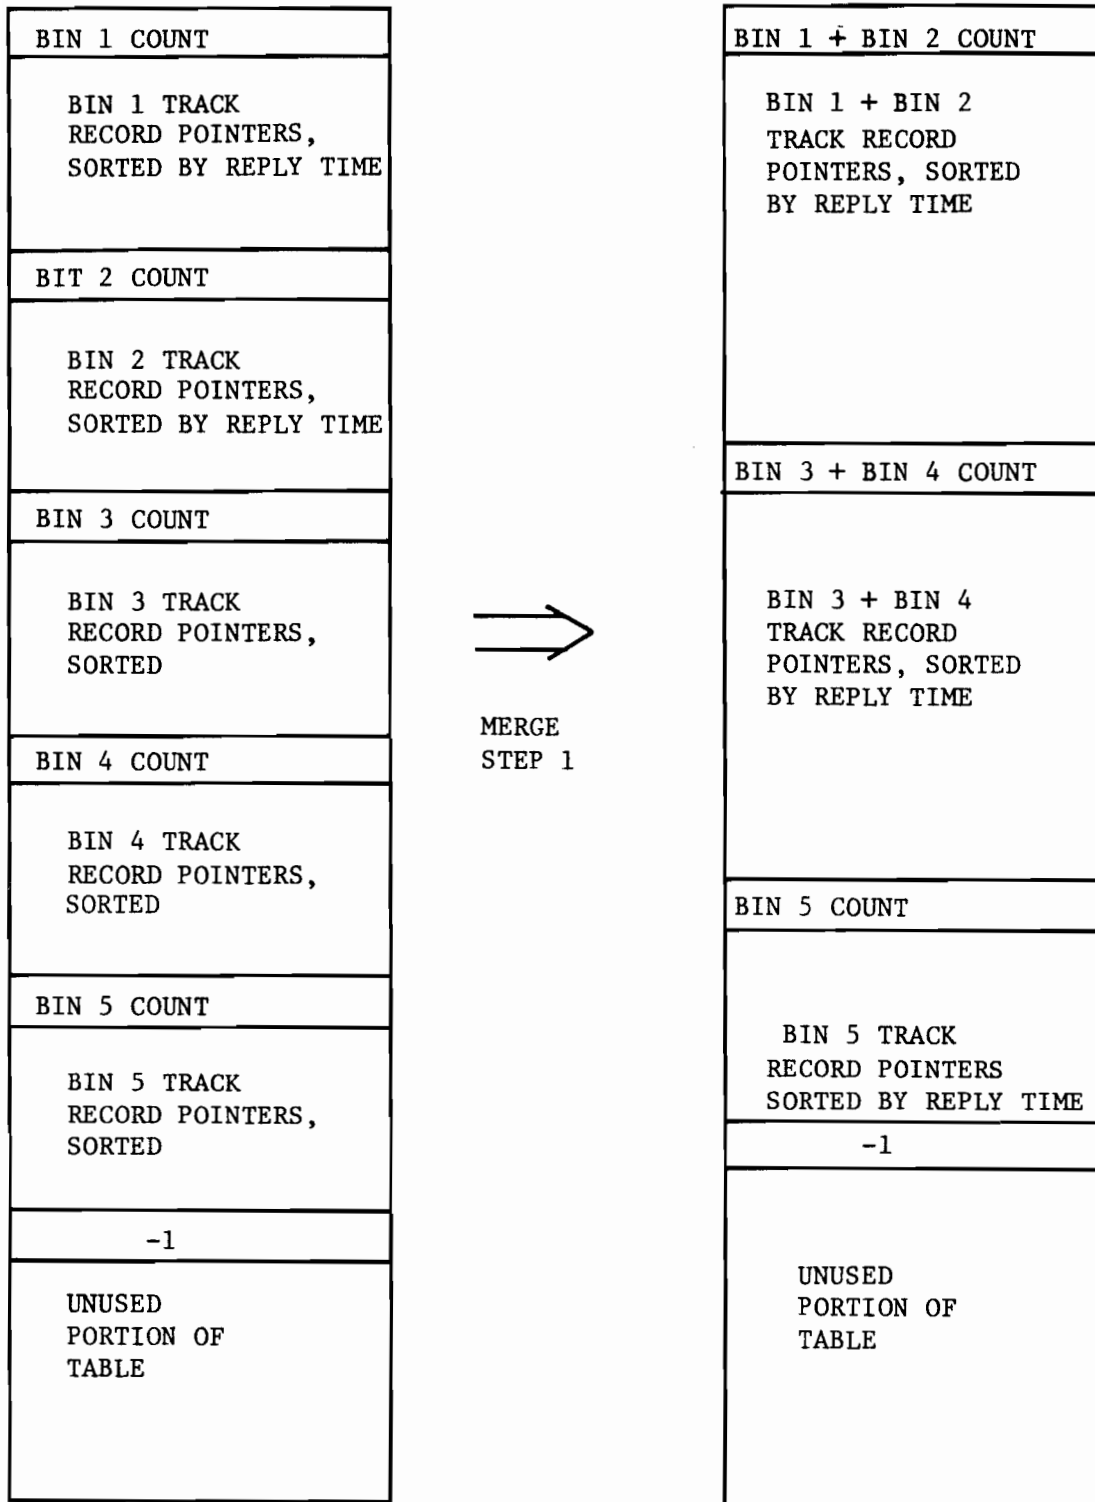 BIN 1 COUNT
BIN 1 TRACK
RECORD POINTERS,
SORTED BY REPLY TIME
BIT 2 COUNT
BIN 2 TRACK
RECORD POINTERS,
SORTED BY REPLY TIME
BIN 3 COUNT
BIN 3 TRACK
RECORD POINTERS,
SORTED
BIN 4 COUNT
BIN 4 TRACK
RECORD POINTERS,
SORTED
BIN 5 COUNT
BIN 5 TRACK
RECORD POINTERS,
SORTED
-1
UNUSED
PORTION OF
TABLE
MERGE
STEP 1
BIN 1 + BIN 2 COUNT
BIN 1 + BIN 2
TRACK RECORD
POINTERS, SORTED
BY REPLY TIME
BIN 3 + BIN 4 COUNT
BIN 3 + BIN 4
TRACK RECORD
POINTERS, SORTED
BY REPLY TIME
BIN 5 COUNT
BIN 5 TRACK
RECORD POINTERS
SORTED BY REPLY TIME
-1
UNUSED
PORTION OF
TABLE